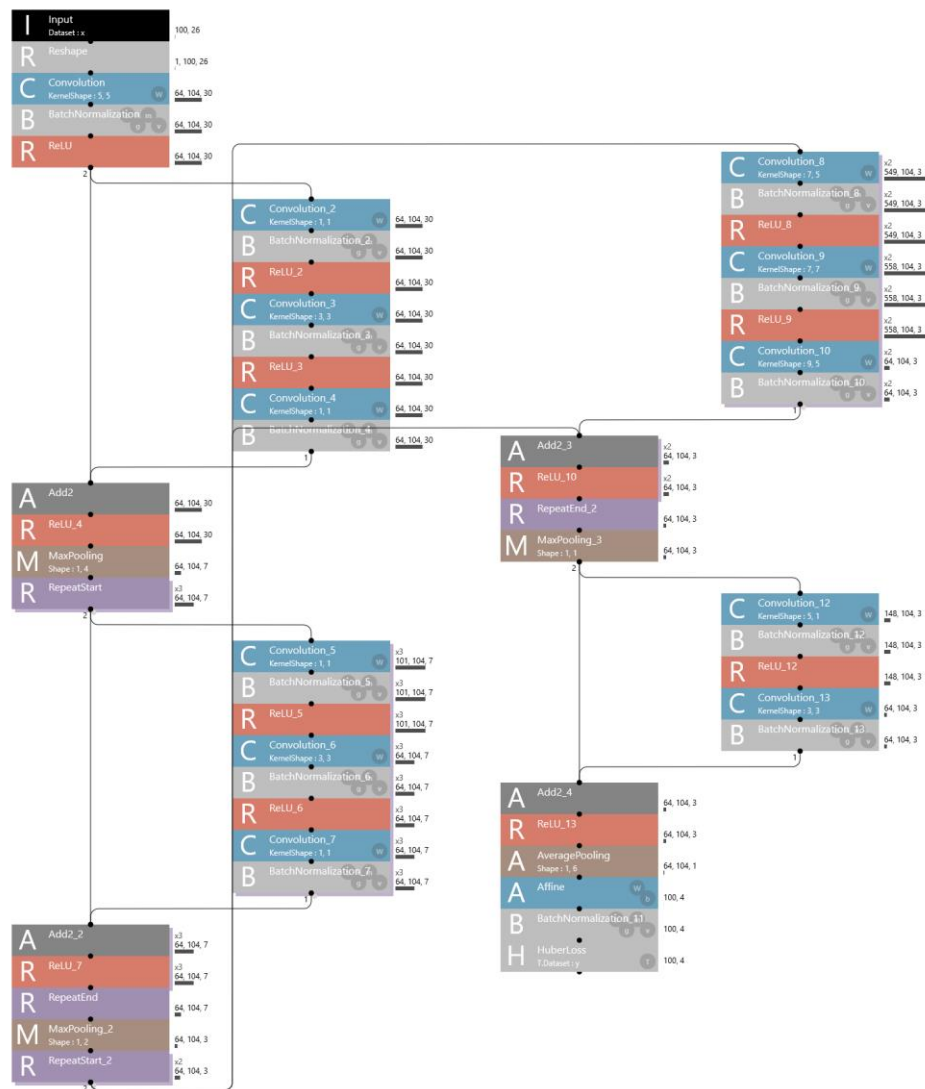 I Input
Dataset : x
100, 26
R Reshape
1, 100, 26
C Convolution
KernelShape : 5, 5
W
64, 104, 30
B BatchNormalization
m
g v
64, 104, 30
R ReLU
64, 104, 30
2
C Convolution_2
KernelShape : 1, 1
W
64, 104, 30
B BatchNormalization_2
g v
64, 104, 30
R ReLU_2
64, 104, 30
C Convolution_3
KernelShape : 3, 3
W
64, 104, 30
B BatchNormalization_3
g v
64, 104, 30
R ReLU_3
64, 104, 30
C Convolution_4
KernelShape : 1, 1
W
64, 104, 30
B BatchNormalization_4
g v
64, 104, 30
1
A Add2
64, 104, 30
R ReLU_4
64, 104, 30
M MaxPooling
Shape : 1, 4
64, 104, 7
R RepeatStart
x3
64, 104, 7
2
C Convolution_5
KernelShape : 1, 1
W
x3
101, 104, 7
B BatchNormalization_5
g v
x3
101, 104, 7
R ReLU_5
x3
101, 104, 7
C Convolution_6
KernelShape : 3, 3
W
x3
64, 104, 7
B BatchNormalization_6
g v
x3
64, 104, 7
R ReLU_6
x3
64, 104, 7
C Convolution_7
KernelShape : 1, 1
W
x3
64, 104, 7
B BatchNormalization_7
g v
x3
64, 104, 7
1
A Add2_2
x3
64, 104, 7
R ReLU_7
x3
64, 104, 7
R RepeatEnd
64, 104, 7
M MaxPooling_2
Shape : 1, 2
64, 104, 3
R RepeatStart_2
x2
64, 104, 3
C Convolution_8
KernelShape : 7, 5
W
x2
549, 104, 3
B BatchNormalization_8
g v
x2
549, 104, 3
R ReLU_8
x2
549, 104, 3
C Convolution_9
KernelShape : 7, 7
W
x2
558, 104, 3
B BatchNormalization_9
g v
x2
558, 104, 3
R ReLU_9
x2
558, 104, 3
C Convolution_10
KernelShape : 9, 5
W
x2
64, 104, 3
B BatchNormalization_10
g v
x2
64, 104, 3
1
A Add2_3
x2
64, 104, 3
R ReLU_10
x2
64, 104, 3
R RepeatEnd_2
64, 104, 3
M MaxPooling_3
Shape : 1, 1
64, 104, 3
2
C Convolution_12
KernelShape : 5, 1
W
148, 104, 3
B BatchNormalization_12
g v
148, 104, 3
R ReLU_12
148, 104, 3
C Convolution_13
KernelShape : 3, 3
W
64, 104, 3
B BatchNormalization_13
g v
64, 104, 3
1
A Add2_4
64, 104, 3
R ReLU_13
64, 104, 3
A AveragePooling
Shape : 1, 6
64, 104, 1
A Affine
W
b
100, 4
B BatchNormalization_11
g v
100, 4
H HuberLoss
T.Dataset : y
100, 4